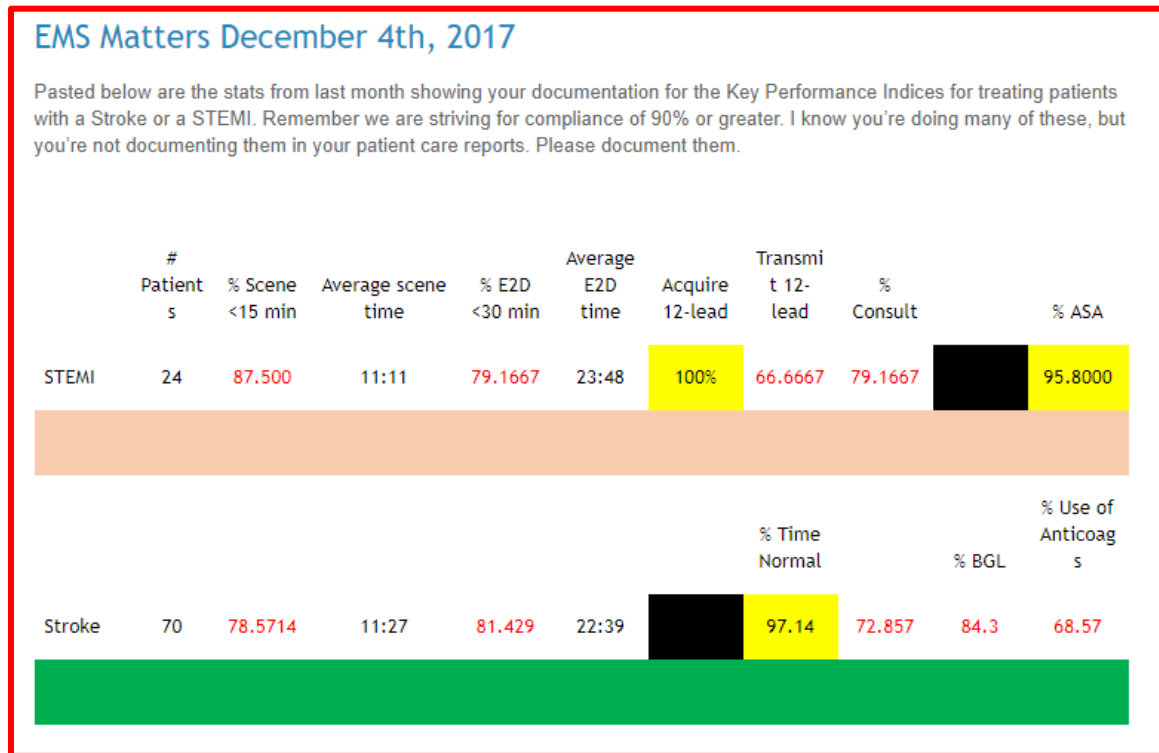 EMS Matters December 4th, 2017
Pasted below are the stats from last month showing your documentation for the Key Performance Indices for treating patients
with a Stroke or a STEMI. Remember we are striving for compliance of 90% or greater. I know you're doing many of these, but
you're not documenting them in your patient care reports. Please document them.
# Average Transmi
Patient % Scene Average scene % E2D E2D Acquire t 12- %
s <15 min time <30 min time 12-lead lead Consult % ASA
STEMI 24 87.500 11:11 79.1667 23:48 100% 66.6667 79.1667 95.8000
% Use of
% Time Anticoag
Normal % BGL s
Stroke 70 78.5714 11:27 81.429 22:39 97.14 72.857 84.3 68.57